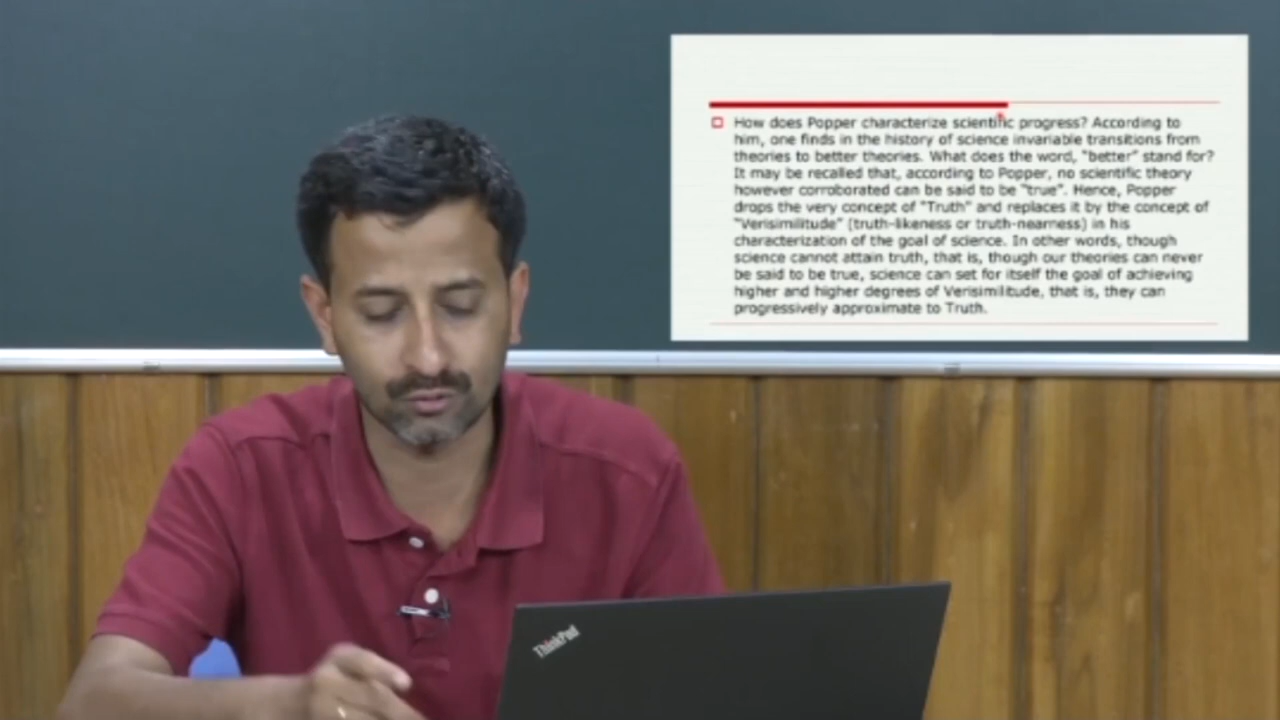 How does Popper characterize scientific progress? According to
him, one finds in the history of science invariable transitions from
theories to better theories. What does the word, "better" stand for?
It may be recalled that, according to Popper, no scientific theory
however corroborated can be said to be "true". Hence, Popper
drops the very concept of "Truth" and replaces it by the concept of
"Verisimilitude" (truth-likeness or truth-nearness) in his
characterization of the goal of science. In other words, though
science cannot attain truth, that is, though our theories can never
be said to be true, science can set for itself the goal of achieving
higher and higher degrees of Verisimilitude, that is, they can
progressively approximate to Truth.
ThinkPad